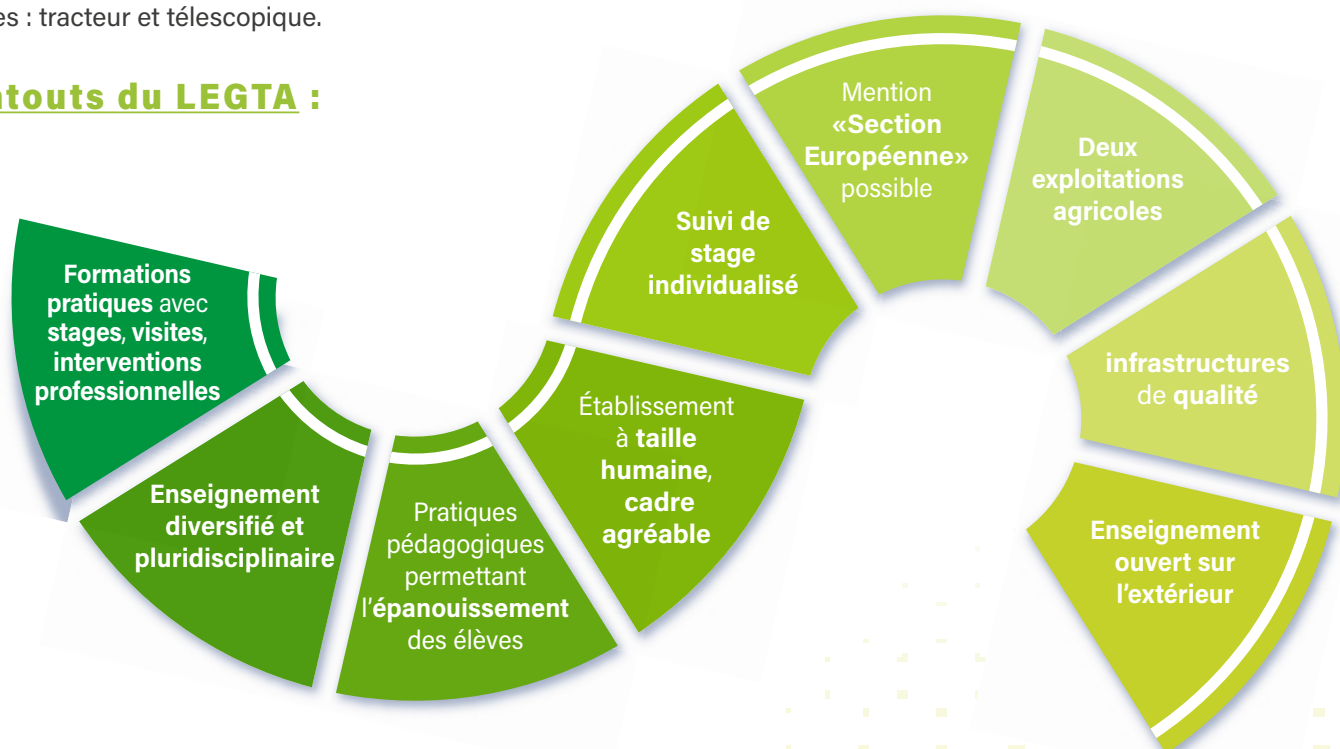 es : tracteur et télescopique.
touts du LEGTA :
Formations
pratiques avec
stages, visites,
interventions
professionnelles
Enseignement
diversifié et
pluridisciplinaire
Pratiques
pédagogiques
permettant
l'épanouissement
des élèves
Établissement
à taille
humaine,
cadre
agréable
Suivi de
stage
individualisé
Mention
«Section
Européenne»
possible
Deux
exploitations
agricoles
infrastructures
de qualité
Enseignement
ouvert sur
l'extérieur